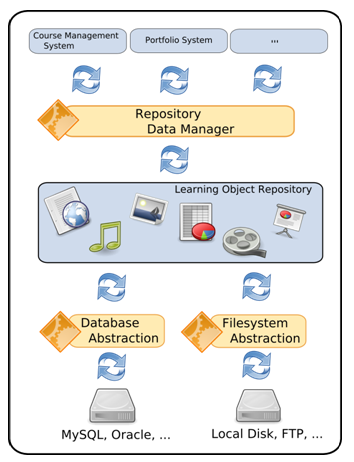 Course Management
System
Portfolio System
...
Repository
Data Manager
Learning Object Repository
Database
Abstraction
Filesystem
Abstraction
MySQL, Oracle, ...
Local Disk, FTP, ...